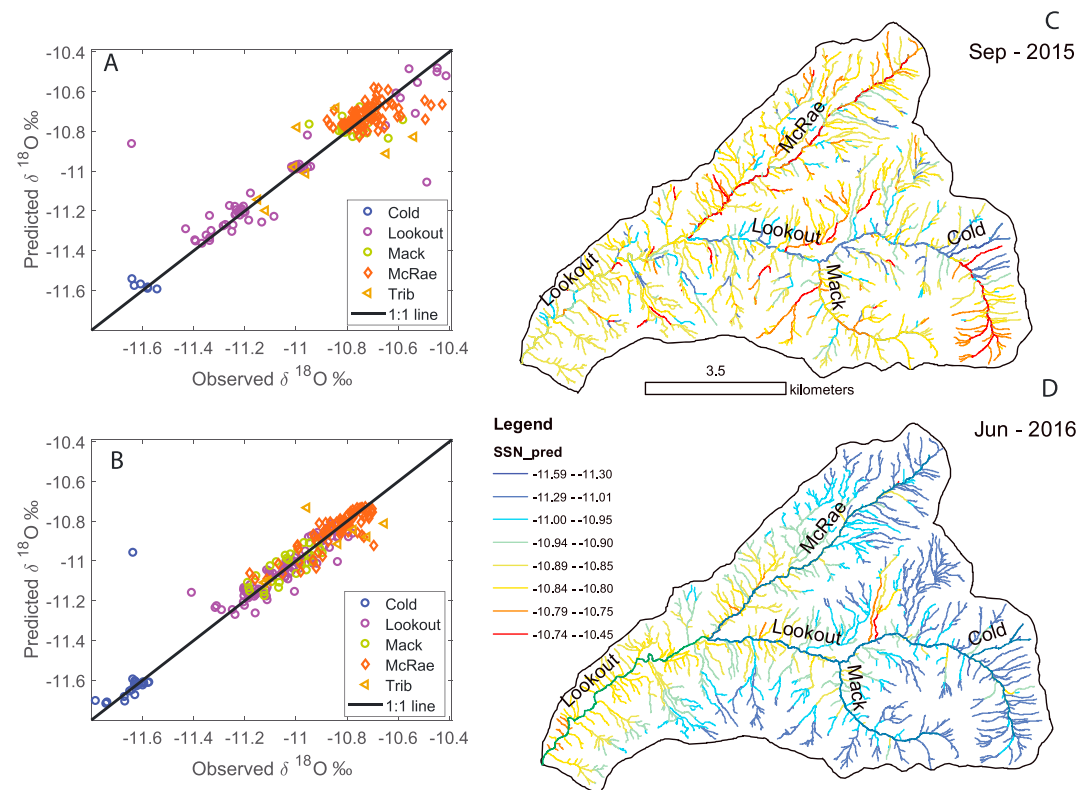 A
-10.4
-10.6
-10.8
-11
-11.2
-11.4
-11.6
Predicted δ 18O ‰
Cold
Lookout
Mack
McRae
Trib
1:1 line
-11.6 -11.4 -11.2 -11 -10.8 -10.6 -10.4
Observed δ 18O ‰
C
Sep - 2015
McRae
Lookout
Cold
Mack
Lookout
3.5
kilometers
B
-10.4
-10.6
-10.8
-11
-11.2
-11.4
-11.6
Predicted δ 18O ‰
Cold
Lookout
Mack
McRae
Trib
1:1 line
-11.6 -11.4 -11.2 -11 -10.8 -10.6 -10.4
Observed δ 18O ‰
D
Jun - 2016
Legend
SSN_pred
-11.59 - -11.30
-11.29 - -11.01
-11.00 - -10.95
-10.94 - -10.90
-10.89 - -10.85
-10.84 - -10.80
-10.79 - -10.75
-10.74 - -10.45
McRae
Lookout
Cold
Mack
Lookout